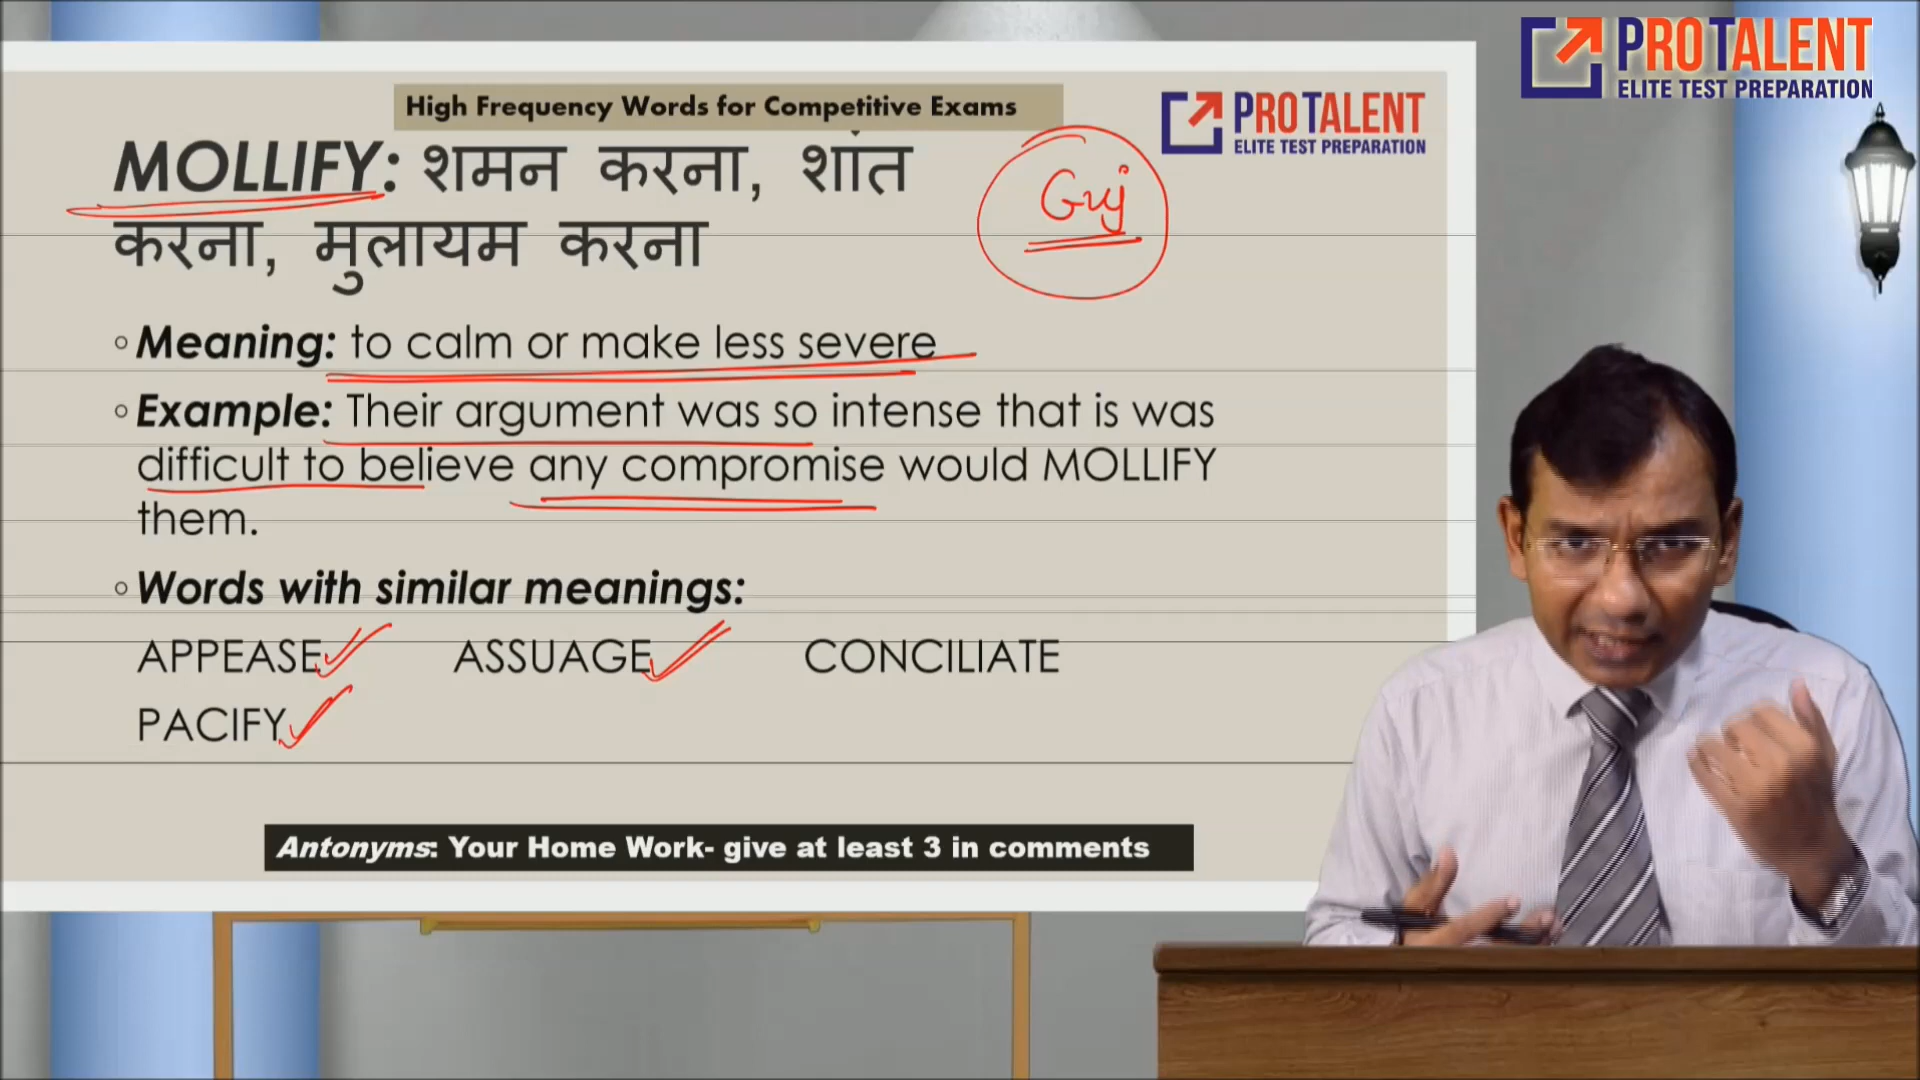 PROTALENT
ELITE TEST PREPARATION
High Frequency Words for Competitive Exams
PROTALENT
ELITE TEST PREPARATION
MOLLIFY: शमन करना, शांत
करना, मुलायम करना
Guj
Meaning: to calm or make less severe
Example: Their argument was so intense that is was
difficult to believe any compromise would MOLLIFY
them.
Words with similar meanings:
APPEASE ASSUAGE CONCILIATE
PACIFY
Antonyms: Your Home Work- give at least 3 in comments